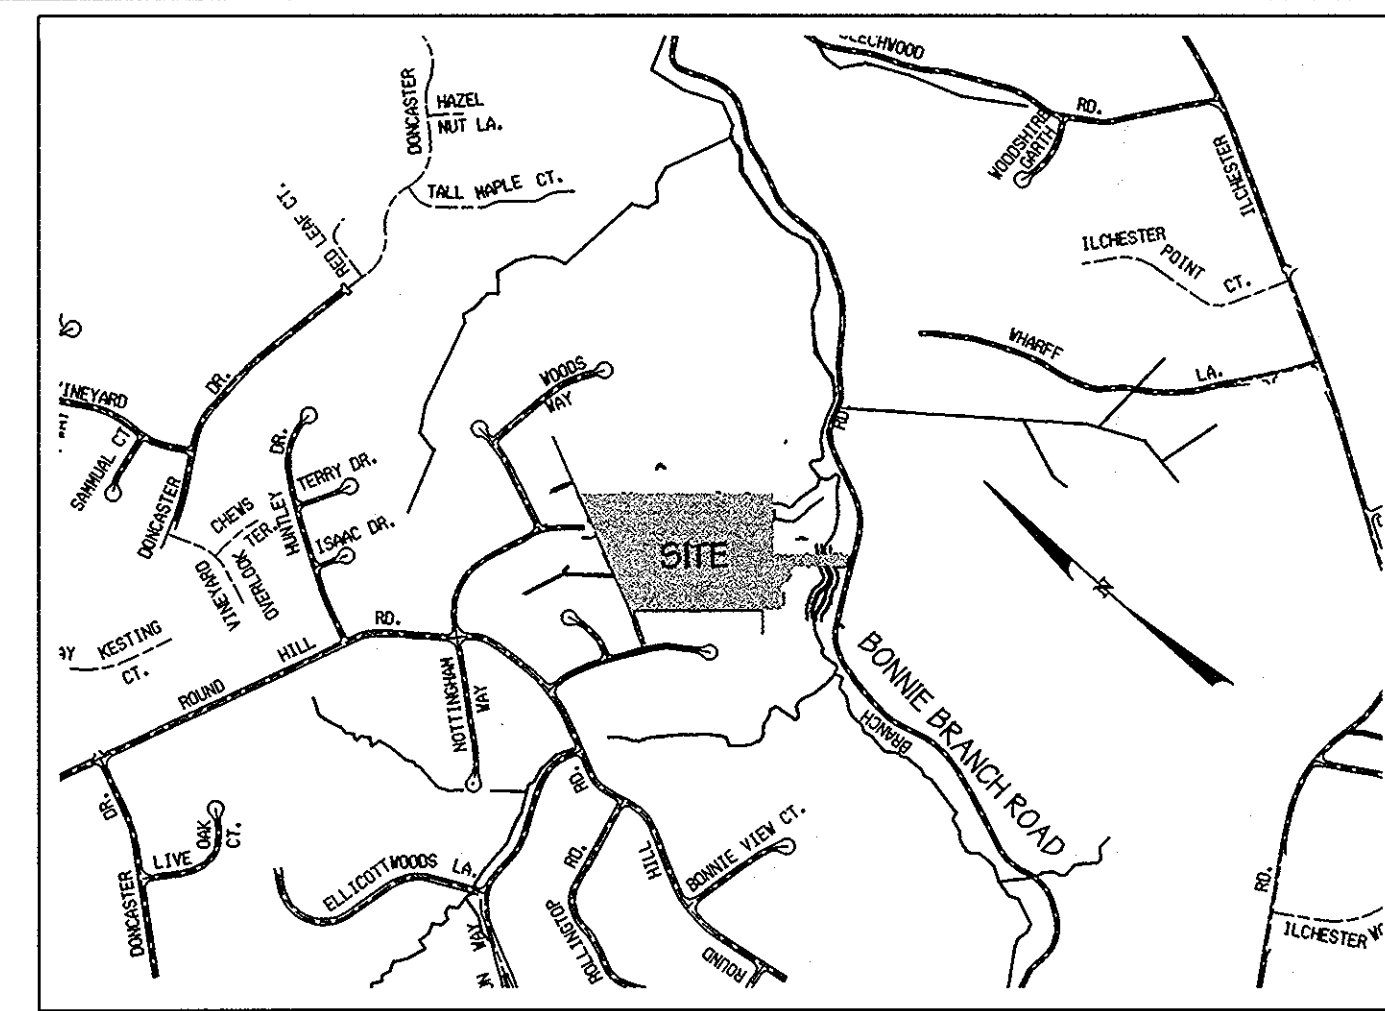 BEECHWOOD
RD.
DONCASTER
HAZEL
NUT LA.
WOODSHIRE
GARTH
ILCHESTER
TALL MAPLE CT.
RED LEAF CT.
ILCHESTER
POINT
CT.
WHARFF
LA.
DR.
WOODS
WAY
SAMMUAL CT
DONCASTER
HUNTLEY
DR.
TERRY DR.
ISAAC DR.
CHEWS
TER.
VINEYARD
OVERLOOK
RD
SITE
N
KESTING
CT.
ROUND
HILL
RD.
NOTTINGHAM
WAY
BONNIE BRANCH ROAD
BRANCH
DR.
DONCASTER
LIVE
OAK
CT.
ELLICOTTWOODS
LA.
WAY
RD.
RD.
ROLLINGTOP
HILL
BONNIE VIEW CT.
ROUND
RD.
ILCHESTER